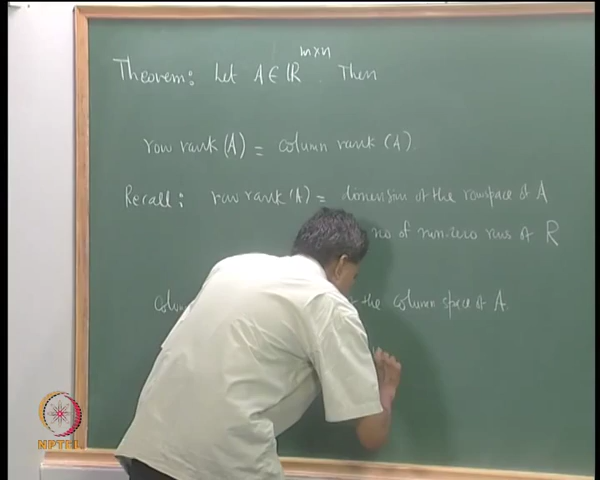 Theorem: Let A ∈ ℝ^{m×n}. Then
row rank (A) = column rank (A)
Recall: row rank (A) = dimension of the rowspace of A
no of non-zero rows of R
the column space of A.
NPTEL